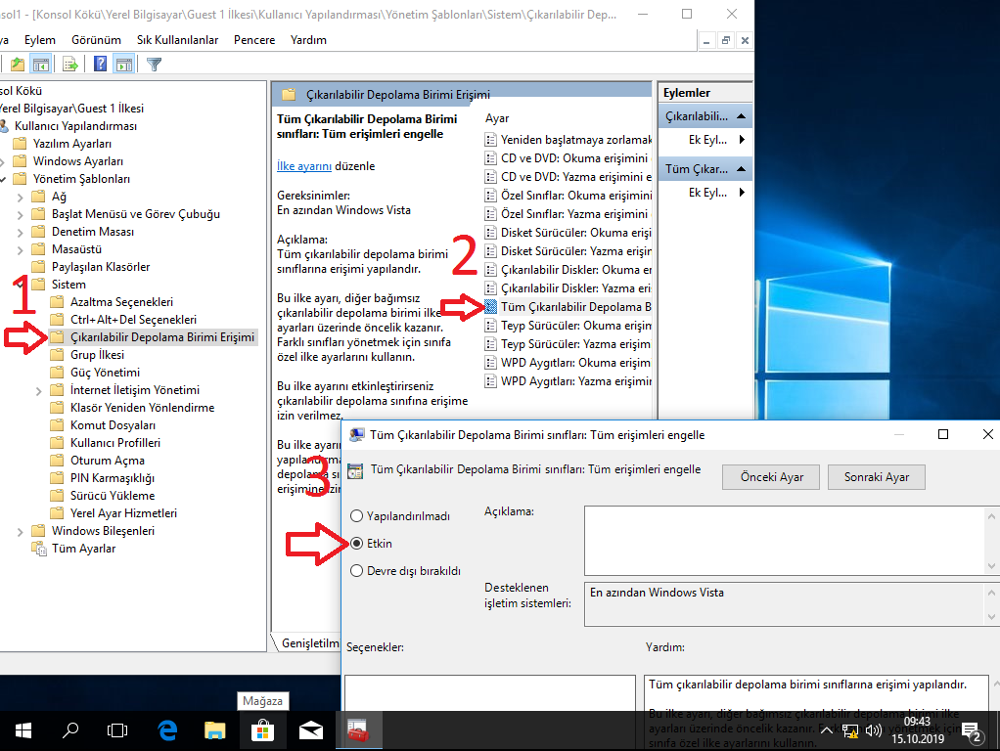 sol1 - [Konsol Kökü\Yerel Bilgisayar\Guest 1 İlkesi\Kullanıcı Yapılandırması\Yönetim Şablonları\Sistem\Çıkarılabilir Dep...
ya Eylem Görünüm Sık Kullanılanlar Pencere Yardım
sol Kökü
Yerel Bilgisayar\Guest 1 İlkesi
Kullanıcı Yapılandırması
Yazılım Ayarları
Windows Ayarları
Yönetim Şablonları
Ağ
Başlat Menüsü ve Görev Çubuğu
Denetim Masası
Masaüstü
Paylaşılan Klasörler
Sistem
1
Azaltma Seçenekleri
Ctrl+Alt+Del Seçenekleri
Çıkarılabilir Depolama Birimi Erişimi
Grup İlkesi
Güç Yönetimi
İnternet İletişim Yönetimi
Klasör Yeniden Yönlendirme
Komut Dosyaları
Kullanıcı Profilleri
Oturum Açma
PIN Karmaşıklığı
Sürücü Yükleme
Yerel Ayar Hizmetleri
Windows Bileşenleri
Tüm Ayarlar
Çıkarılabilir Depolama Birimi Erişimi
Tüm Çıkarılabilir Depolama Birimi
sınıfları: Tüm erişimleri engelle
İlke ayarını düzenle
Gereksinimler:
En azından Windows Vista
Açıklama:
Tüm çıkarılabilir depolama birimi
sınıflarına erişimi yapılandır.
Bu ilke ayarı, diğer bağımsız
çıkarılabilir depolama birimi ilke
ayarları üzerinde öncelik kazanır.
Farklı sınıfları yönetmek için sınıfa
özel ilke ayarlarını kullanın.
Bu ilke ayarını etkinleştirirseniz
çıkarılabilir depolama sınıfına erişime
izin verilmez.
Bu ilke ayarın
yapılandırma
depolama sı
Genişletilm
Ayar
Yeniden başlatmaya zorlamak
CD ve DVD: Okuma erişimini
CD ve DVD: Yazma erişimini e
Özel Sınıflar: Okuma erişimini
Özel Sınıflar: Yazma erişimini
Disket Sürücüler: Okuma erişi
Disket Sürücüler: Yazma erişin
Çıkarılabilir Diskler: Okuma er
Çıkarılabilir Diskler: Yazma eri
2
Tüm Çıkarılabilir Depolama B
Teyp Sürücüler: Okuma erişim
Teyp Sürücüler: Yazma erişim
WPD Aygıtları: Okuma erişimi
WPD Aygıtları: Yazma erişimin
Eylemler
Çıkarılabili...
Ek Eyl...
Tüm Çıkar...
Ek Eyl...
Tüm Çıkarılabilir Depolama Birimi sınıfları: Tüm erişimleri engelle
Tüm Çıkarılabilir Depolama Birimi sınıfları: Tüm erişimleri engelle
Önceki Ayar
Sonraki Ayar
3
Yapılandırılmadı
Etkin
Devre dışı bırakıldı
Açıklama:
Desteklenen
işletim sistemleri:
En azından Windows Vista
Seçenekler:
Yardım:
Tüm çıkarılabilir depolama birimi sınıflarına erişimi yapılandır.
Bu ilke ayarı, diğer bağımsız çıkarılabilir depolama birimi ilke
ayarları üzerinde öncelik kazanır. Farklı sınıfları yönetmek için
sınıfa özel ilke ayarlarını kullanın.
Mağaza
09:43
15.10.2019
2